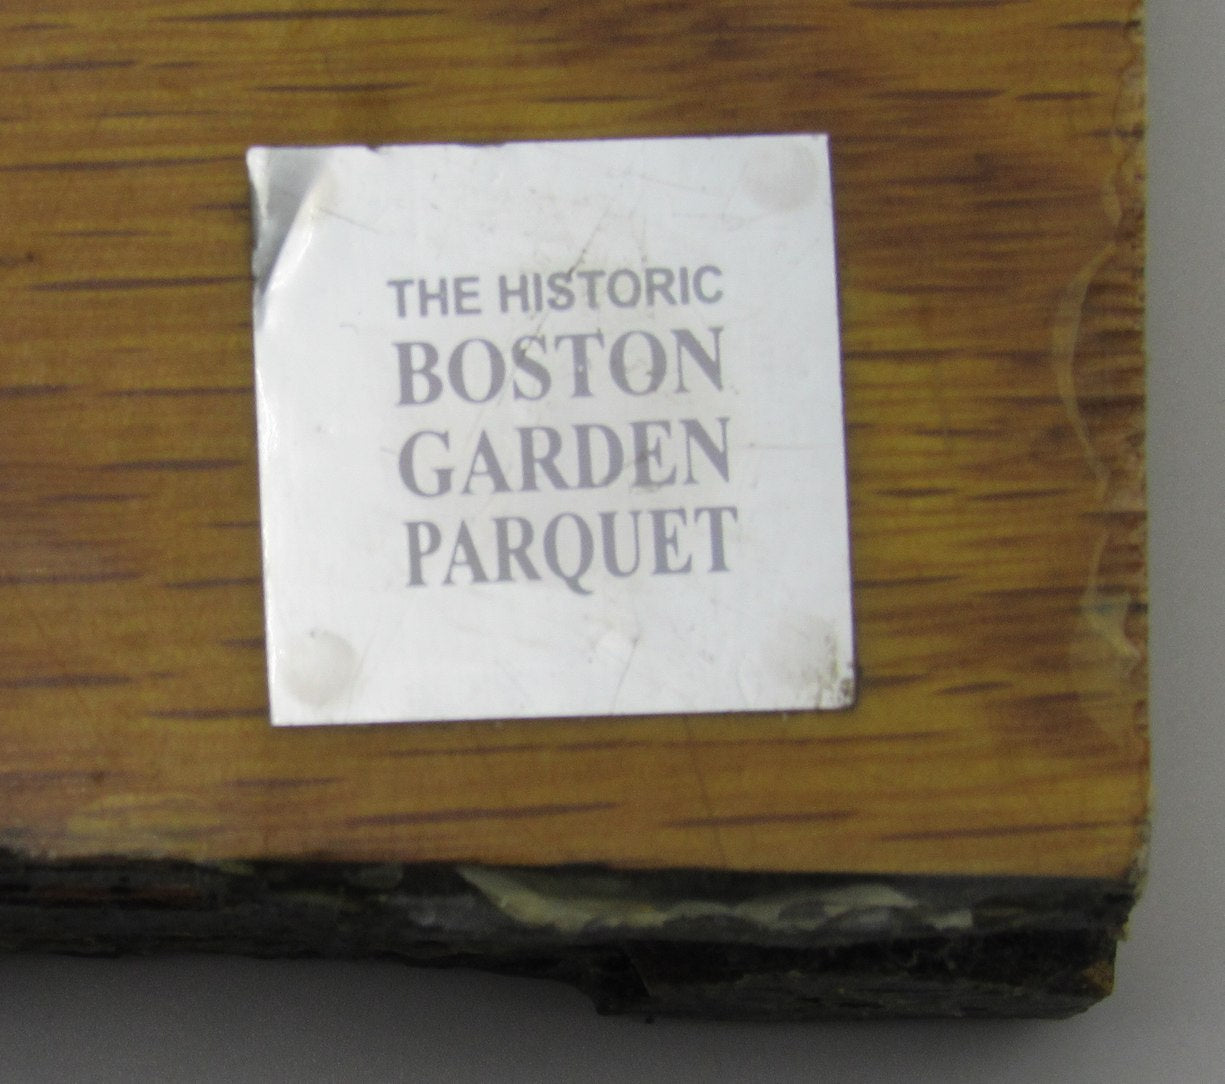 THE HISTORIC
BOSTON
GARDEN
PARQUET